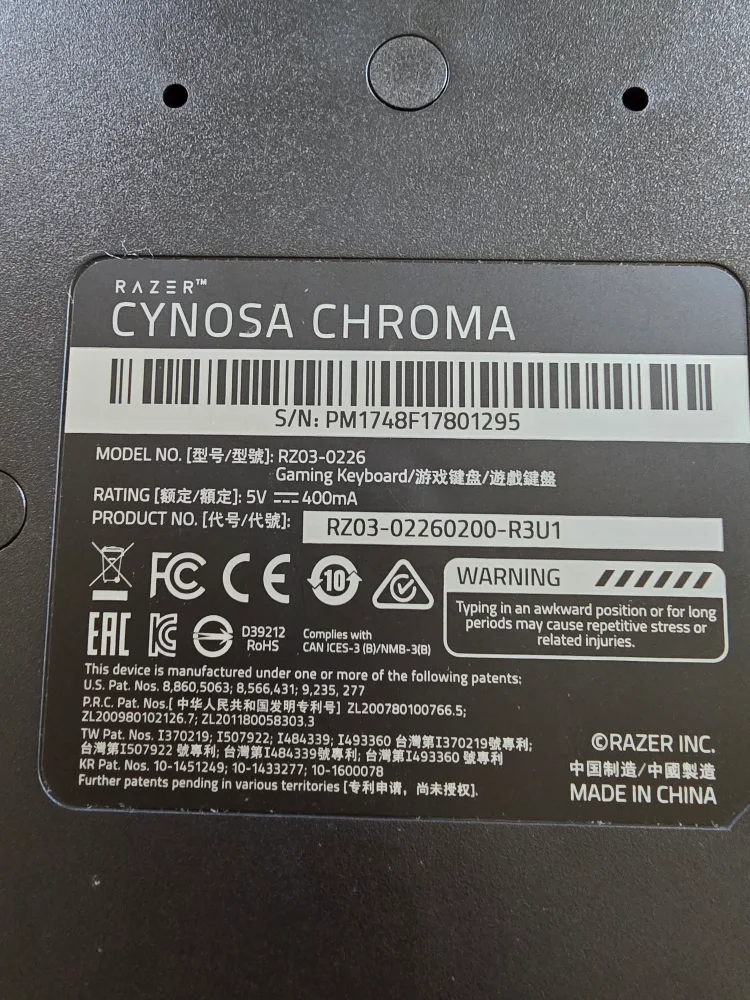 RAZER™
CYNOSA CHROMA
S/N: PM1748F17801295
MODEL NO. [型号/型號]: RZ03-0226
Gaming Keyboard/游戏键盘/遊戲鍵盤
RATING [额定/額定]: 5V ⎓ 400mA
PRODUCT NO. [代号/代號]: RZ03-02260200-R3U1
FC CE 10
WARNING
Typing in an awkward position or for long
periods may cause repetitive stress or
related injuries.
EAC
D39212
RoHS
Complies with
CAN ICES-3 (B)/NMB-3(B)
This device is manufactured under one or more of the following patents:
U.S. Pat. Nos. 8,860,5063; 8,566,431; 9,235, 277
P.R.C. Pat. Nos.[ 中华人民共和国发明专利号] ZL200780100766.5;
ZL200980102126.7; ZL201180058303.3
TW Pat. Nos. I370219; I507922; I484339; I493360 台灣第I370219號專利;
台灣第I507922 號專利; 台灣第I484339號專利; 台灣第I493360 號專利
KR Pat. Nos. 10-1451249; 10-1433277; 10-1600078
Further patents pending in various territories [专利申请，尚未授权].
©RAZER INC.
中国制造/中國製造
MADE IN CHINA